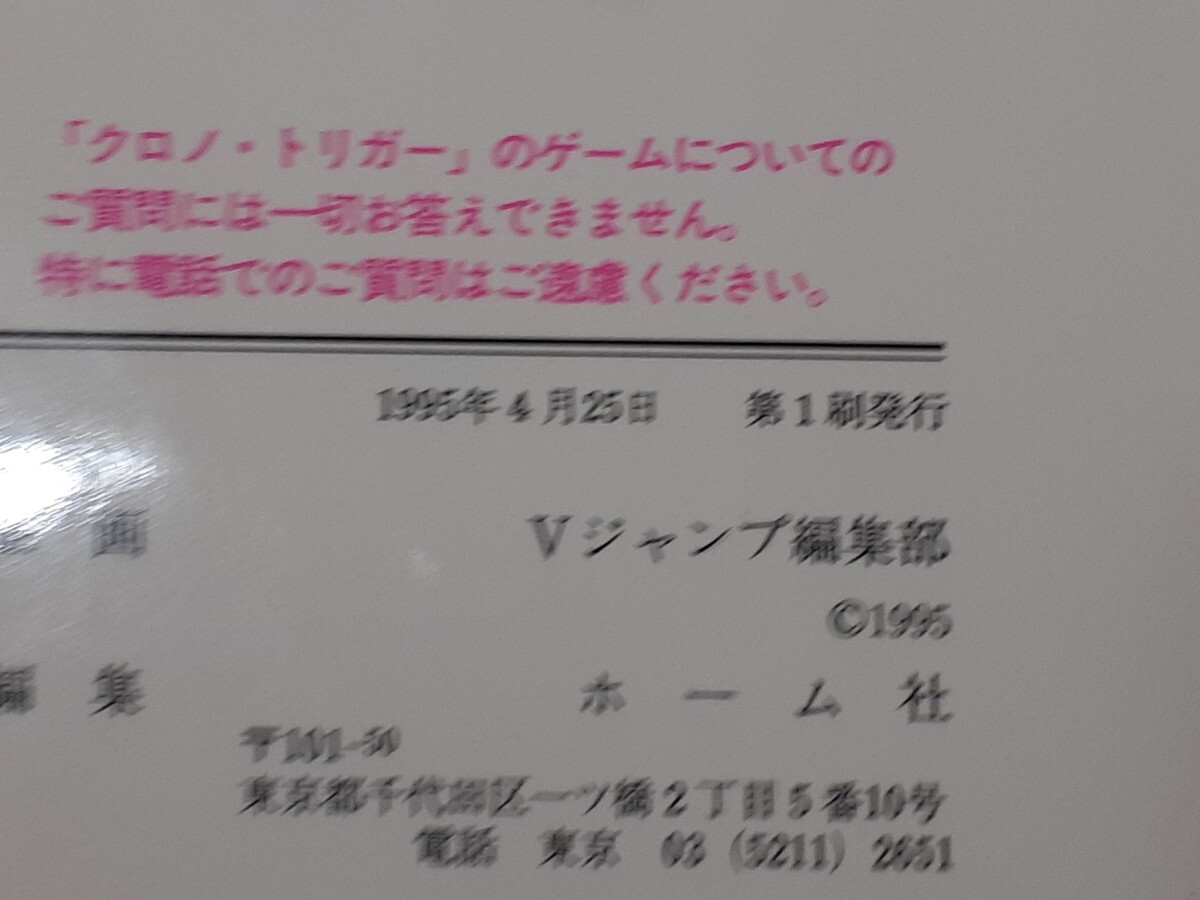 「クロノ・トリガー」のゲームについての
ご質問には一切お答えできません。
特に電話でのご質問はご遠慮ください。
1995年4月25日 第1刷発行
画 Vジャンプ編集部
©1995
編集 ホーム社
〒101-50
東京都千代田区一ツ橋2丁目5番10号
電話 東京 03 (5211) 2651